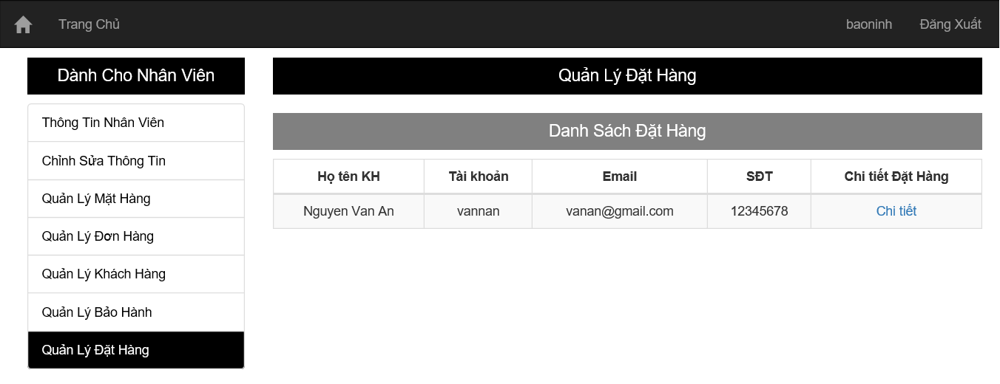 Trang Chủ baoninh Đăng Xuất
Dành Cho Nhân Viên
Thông Tin Nhân Viên
Chỉnh Sửa Thông Tin
Quản Lý Mặt Hàng
Quản Lý Đơn Hàng
Quản Lý Khách Hàng
Quản Lý Bảo Hành
Quản Lý Đặt Hàng
Quản Lý Đặt Hàng
Danh Sách Đặt Hàng
Họ tên KH Tài khoản Email SĐT Chi tiết Đặt Hàng
Nguyen Van An vannan vanan@gmail.com 12345678 Chi tiết